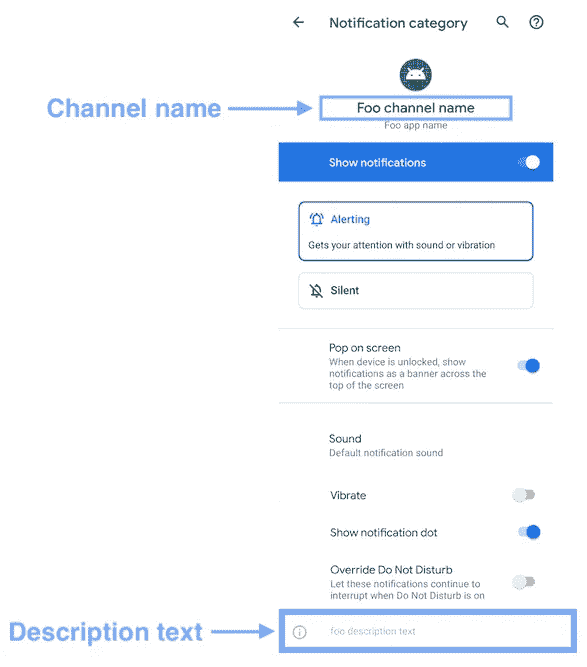 Notification category
Channel name
Foo channel name
Foo app name
Show notifications
Alerting
Gets your attention with sound or vibration
Silent
Pop on screen
When device is unlocked, show
notifications as a banner across the
top of the screen
Sound
Default notification sound
Vibrate
Show notification dot
Override Do Not Disturb
Let these notifications continue to
interrupt when Do Not Disturb is on
Description text
foo description text